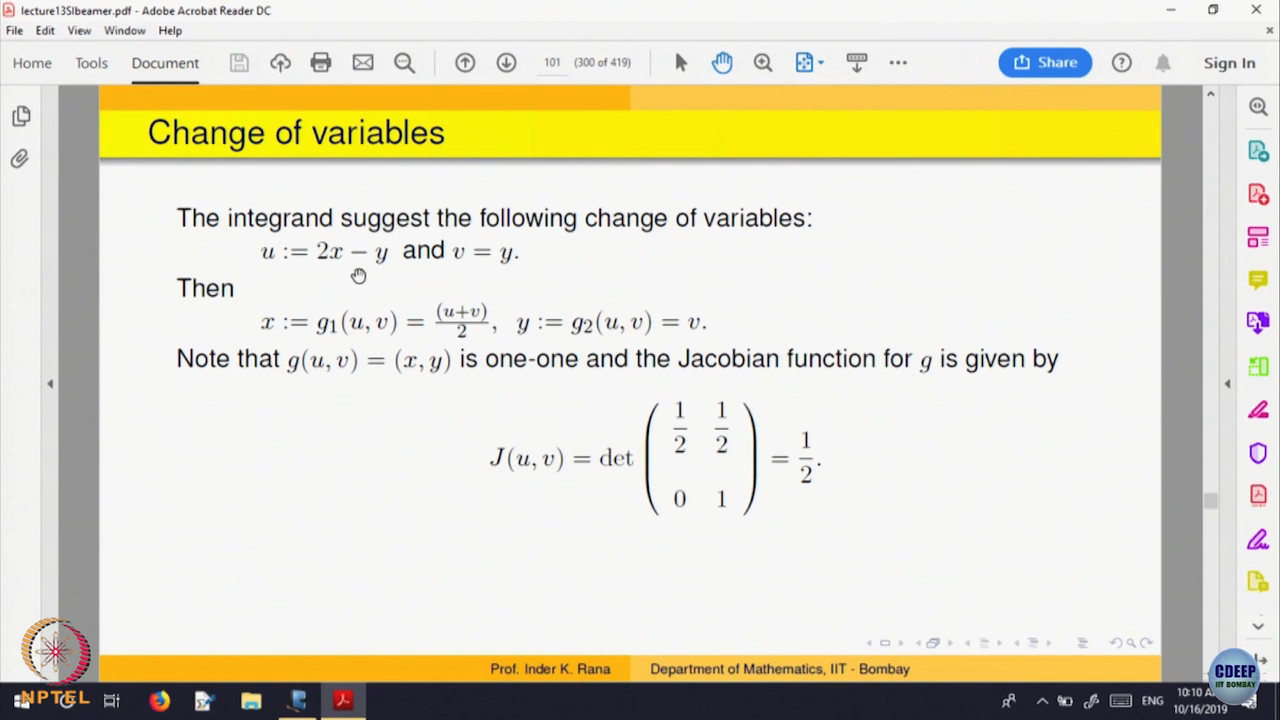 lecture13Slbeamer.pdf - Adobe Acrobat Reader DC
File Edit View Window Help
Home Tools Document 101 (300 of 419) Share Sign In
Change of variables
The integrand suggest the following change of variables:
u := 2x − y and v = y.
Then
x := g₁(u, v) = (u+v)/2, y := g₂(u, v) = v.
Note that g(u, v) = (x, y) is one-one and the Jacobian function for g is given by
J(u, v) = det ( 1/2 1/2
0 1 ) = 1/2.
Prof. Inder K. Rana Department of Mathematics, IIT - Bombay
NPTEL
CDEEP
IIT BOMBAY
ENG
10/16/2019